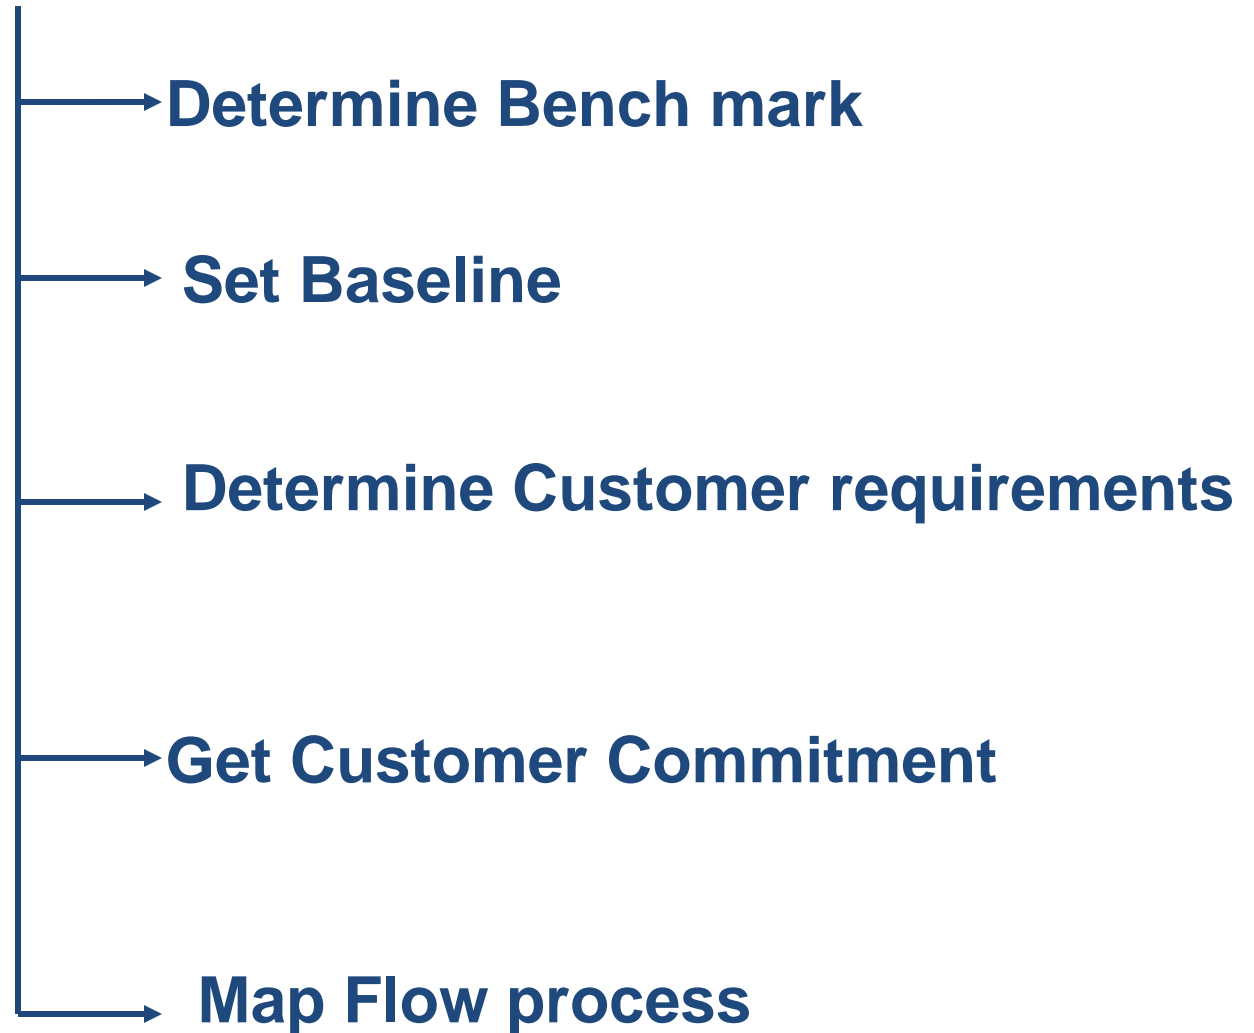 Determine Bench mark
Set Baseline
Determine Customer requirements
Get Customer Commitment
Map Flow process